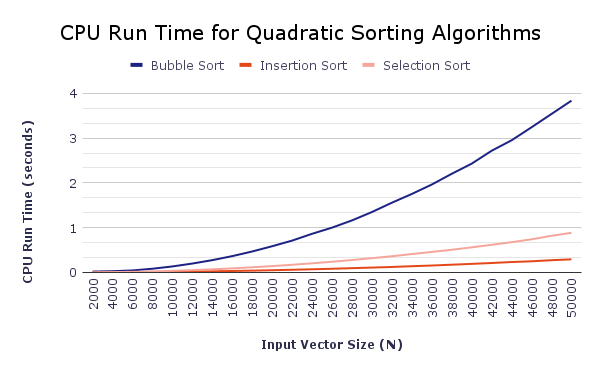 CPU Run Time for Quadratic Sorting Algorithms
Bubble Sort Insertion Sort Selection Sort
CPU Run Time (seconds)
4
3
2
1
0
2000 4000 6000 8000 10000 12000 14000 16000 18000 20000 22000 24000 26000 28000 30000 32000 34000 36000 38000 40000 42000 44000 46000 48000 50000
Input Vector Size (N)